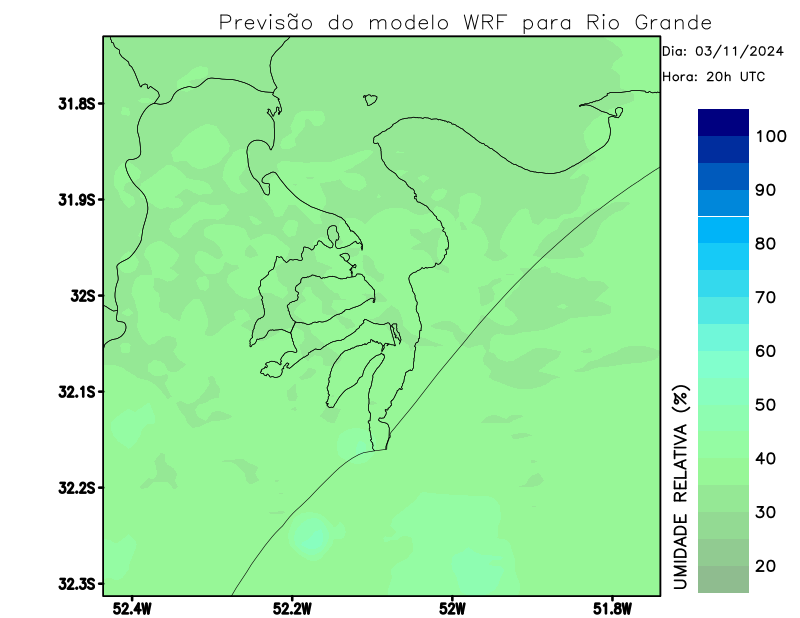 Previsão do modelo WRF para Rio Grande
Dia: 03/11/2024
Hora: 20h UTC
31.8S
31.9S
32S
32.1S
32.2S
32.3S
52.4W
52.2W
52W
51.8W
UMIDADE RELATIVA (%)
100
90
80
70
60
50
40
30
20